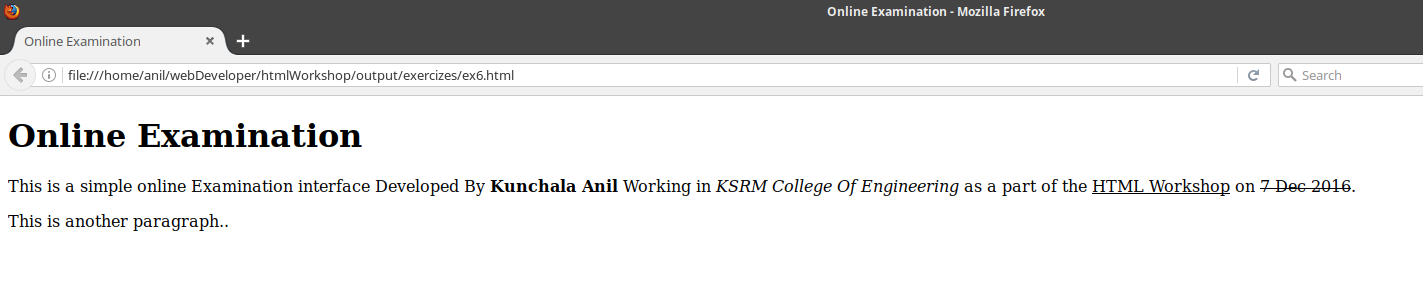 Online Examination - Mozilla Firefox
Online Examination
file:///home/anil/webDeveloper/htmlWorkshop/output/exercizes/ex6.html
Search
Online Examination
This is a simple online Examination interface Developed By Kunchala Anil Working in KSRM College Of Engineering as a part of the HTML Workshop on 7 Dec 2016.
This is another paragraph..